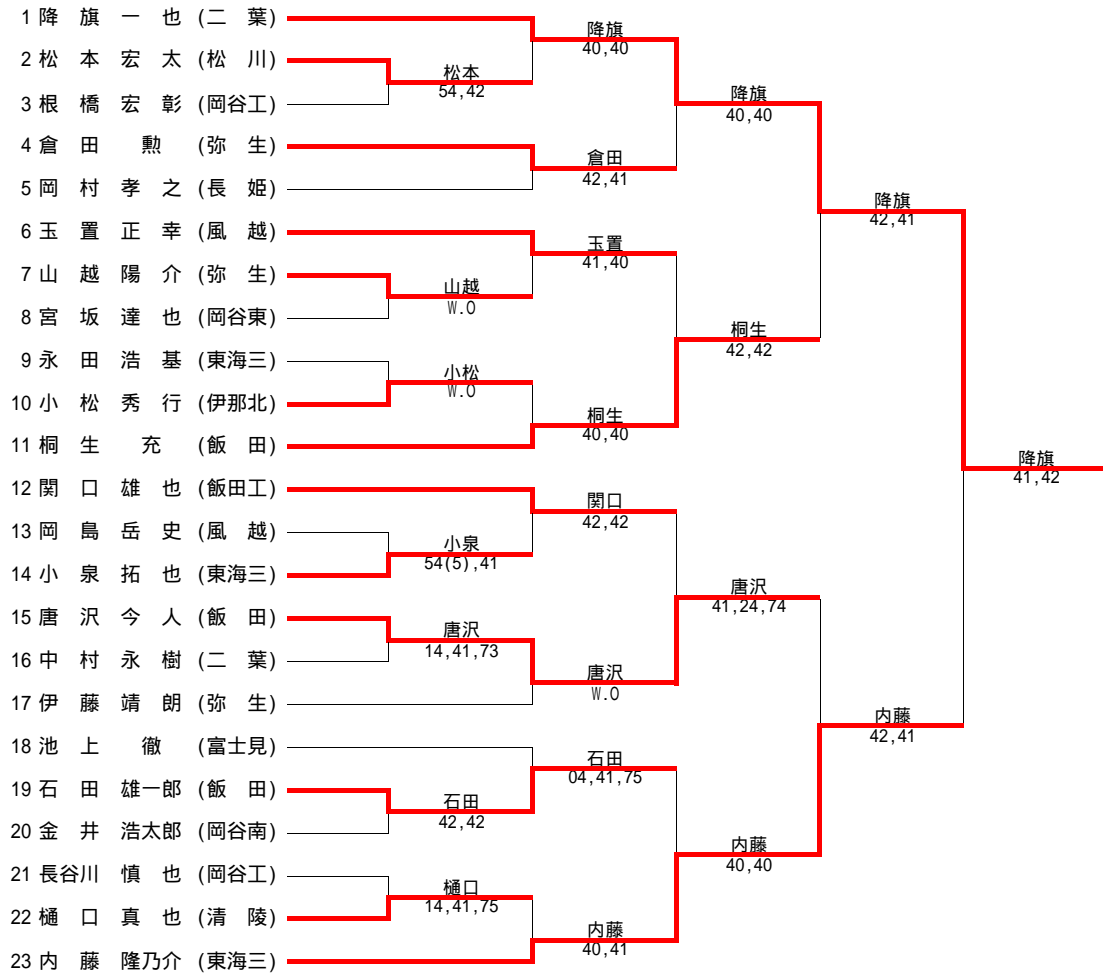 1 降 旗 一 也 (二 葉)
2 松 本 宏 太 (松 川)
3 根 橋 宏 彰 (岡谷工)
4 倉 田 勲 (弥 生)
5 岡 村 孝 之 (長 姫)
6 玉 置 正 幸 (風 越)
7 山 越 陽 介 (弥 生)
8 宮 坂 達 也 (岡谷東)
9 永 田 浩 基 (東海三)
10 小 松 秀 行 (伊那北)
11 桐 生 充 (飯 田)
12 関 口 雄 也 (飯田工)
13 岡 島 岳 史 (風 越)
14 小 泉 拓 也 (東海三)
15 唐 沢 今 人 (飯 田)
16 中 村 永 樹 (二 葉)
17 伊 藤 靖 朗 (弥 生)
18 池 上 徹 (富士見)
19 石 田 雄一郎 (飯 田)
20 金 井 浩太郎 (岡谷南)
21 長谷川 慎 也 (岡谷工)
22 樋 口 真 也 (清 陵)
23 内 藤 隆乃介 (東海三)
松本
54,42
山越
W.O
小松
W.O
小泉
54(5),41
唐沢
14,41,73
石田
42,42
樋口
14,41,75
降旗
40,40
倉田
42,41
玉置
41,40
桐生
40,40
関口
42,42
唐沢
W.O
石田
04,41,75
内藤
40,41
降旗
40,40
桐生
42,42
唐沢
41,24,74
内藤
40,40
降旗
42,41
内藤
42,41
降旗
41,42